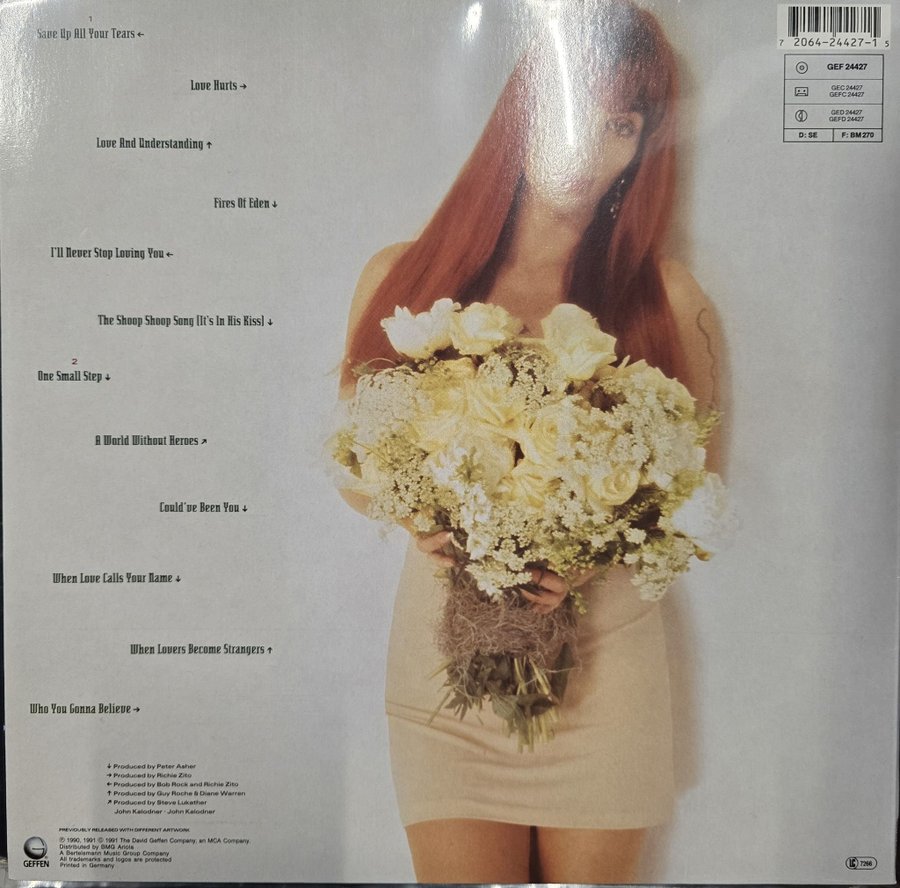 1
Save Up All Your Tears ←
Love Hurts →
Love And Understanding ↑
Fires Of Eden ↓
I'll Never Stop Loving You ←
The Shoop Shoop Song (It's In His Kiss) ↓
2
One Small Step ↓
A World Without Heroes ↗
Could've Been You ↓
When Love Calls Your Name ↓
When Lovers Become Strangers ↑
Who You Gonna Believe →
↓ Produced by Peter Asher
→ Produced by Richie Zito
← Produced by Bob Rock and Richie Zito
↑ Produced by Guy Roche & Diane Warren
↗ Produced by Steve Lukather
John Kalodner · John Kalodner
PREVIOUSLY RELEASED WITH DIFFERENT ARTWORK
GEFFEN
℗ 1990, 1991 © 1991 The David Geffen Company, an MCA Company.
Distributed by BMG Ariola
A Bertelsmann Music Group Company
All trademarks and logos are protected
Printed in Germany
7 2064-24427-1 5
GEF 24427
GEC 24427
GEFC 24427
GED 24427
GEFD 24427
D: SE
F: BM 270
LC 7266